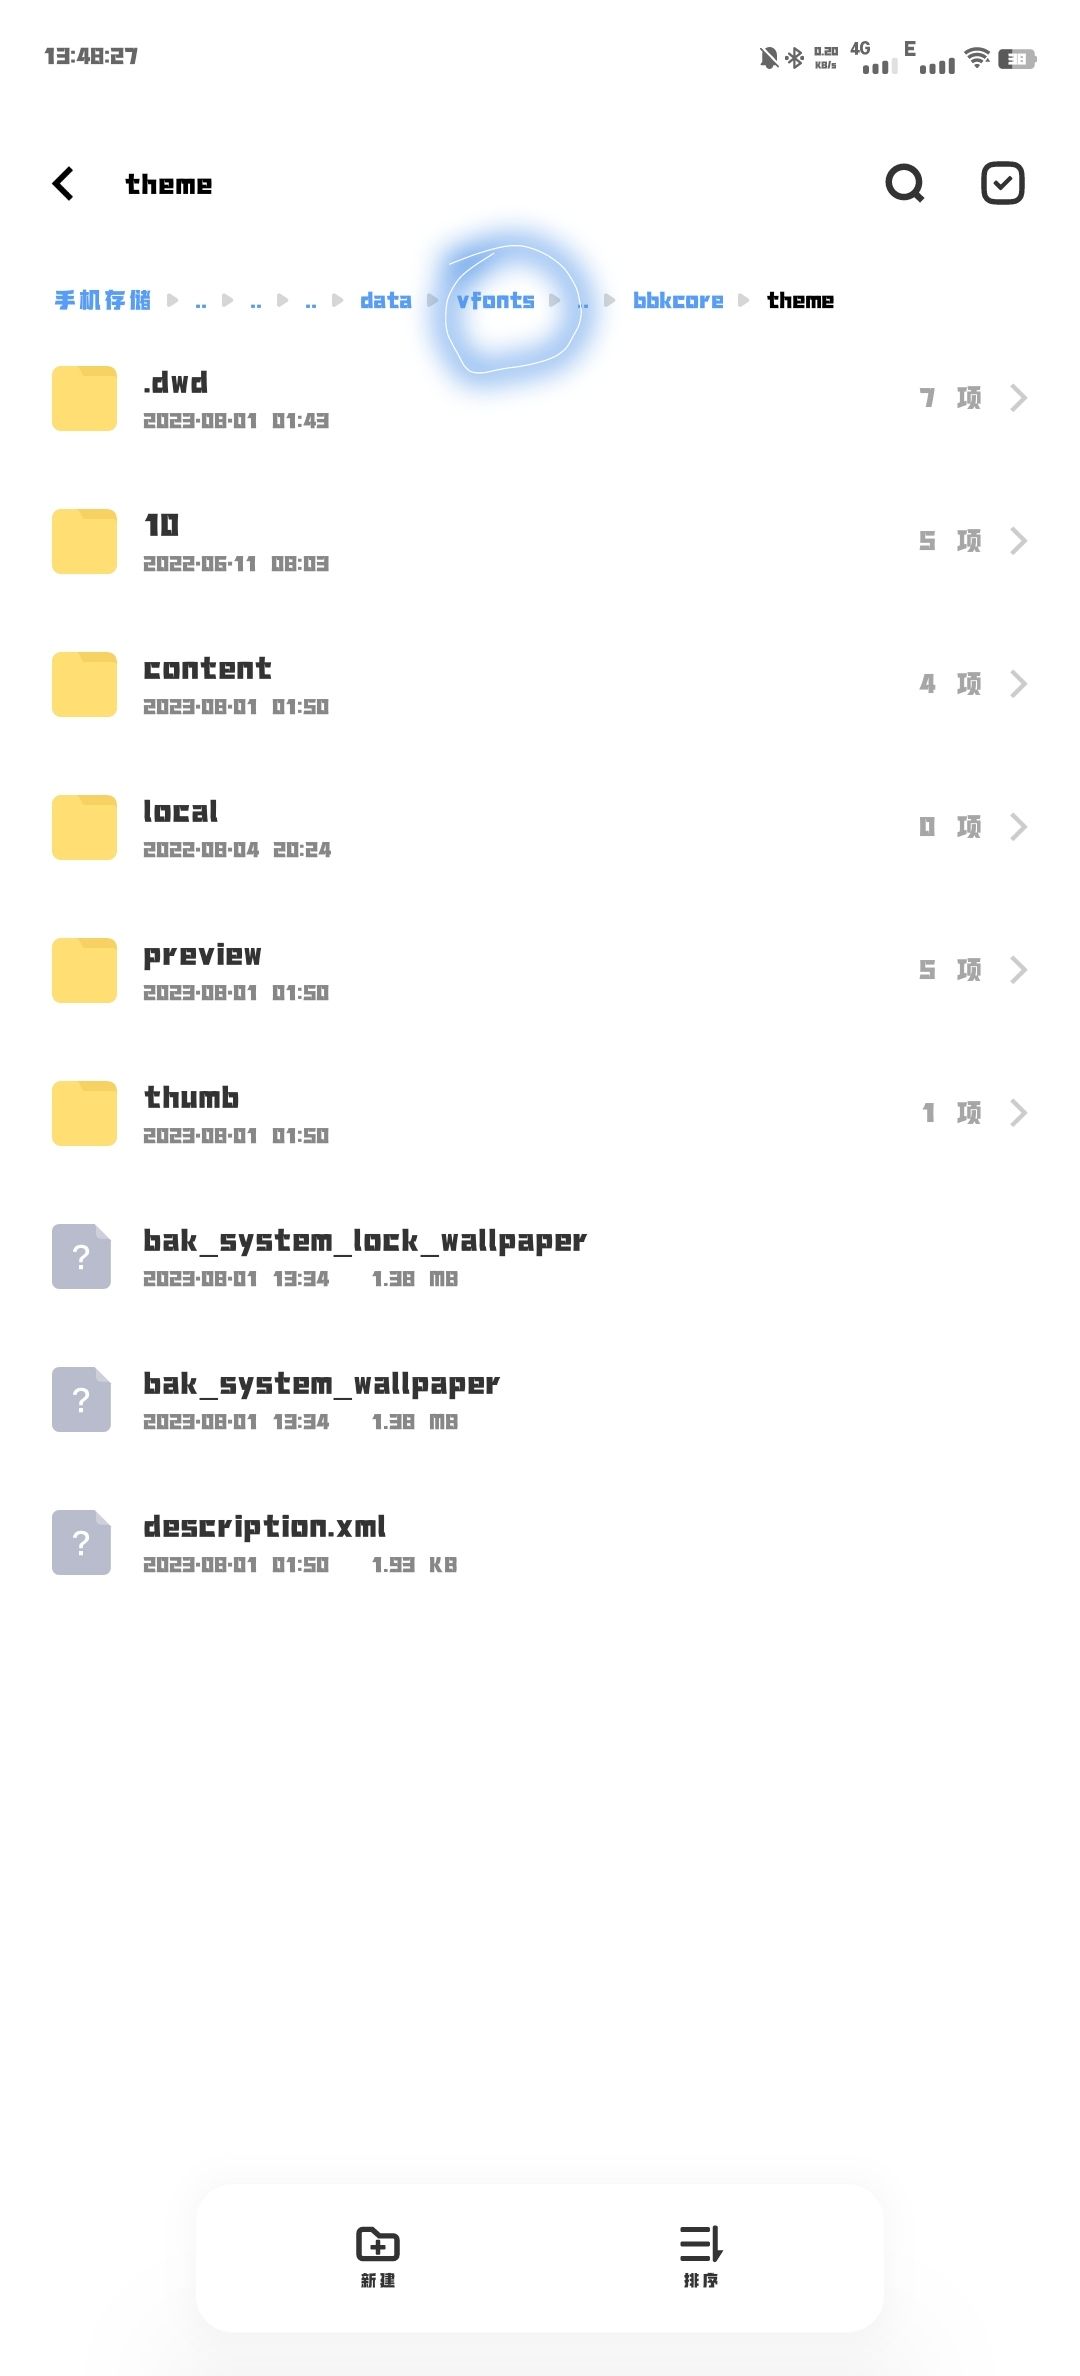 13:48:27 0.20 KB/s 4G E 38
theme
手机存储 .. .. .. data vfonts .. bbkcore theme
.dwd
2023-08-01 01:43
7 项
10
2022-06-11 08:03
5 项
content
2023-08-01 01:50
4 项
local
2022-08-04 20:24
0 项
preview
2023-08-01 01:50
5 项
thumb
2023-08-01 01:50
1 项
bak_system_lock_wallpaper
2023-08-01 13:34 1.38 MB
bak_system_wallpaper
2023-08-01 13:34 1.38 MB
description.xml
2023-08-01 01:50 1.93 KB
新建 排序